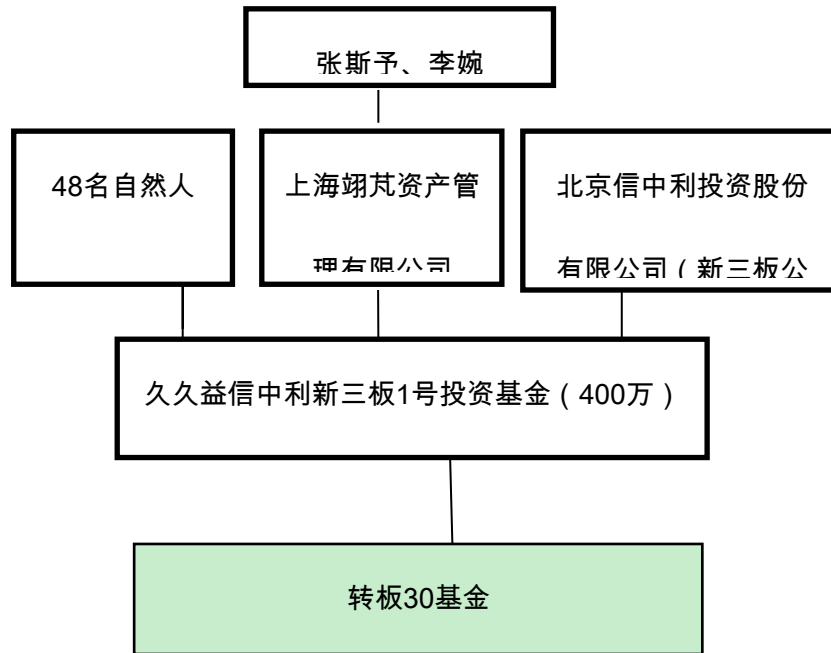 张斯予、李婉
48名自然人
上海翊芃资产管
理有限公司
北京信中利投资股份
有限公司（新三板公
久久益信中利新三板1号投资基金（400万）
转板30基金